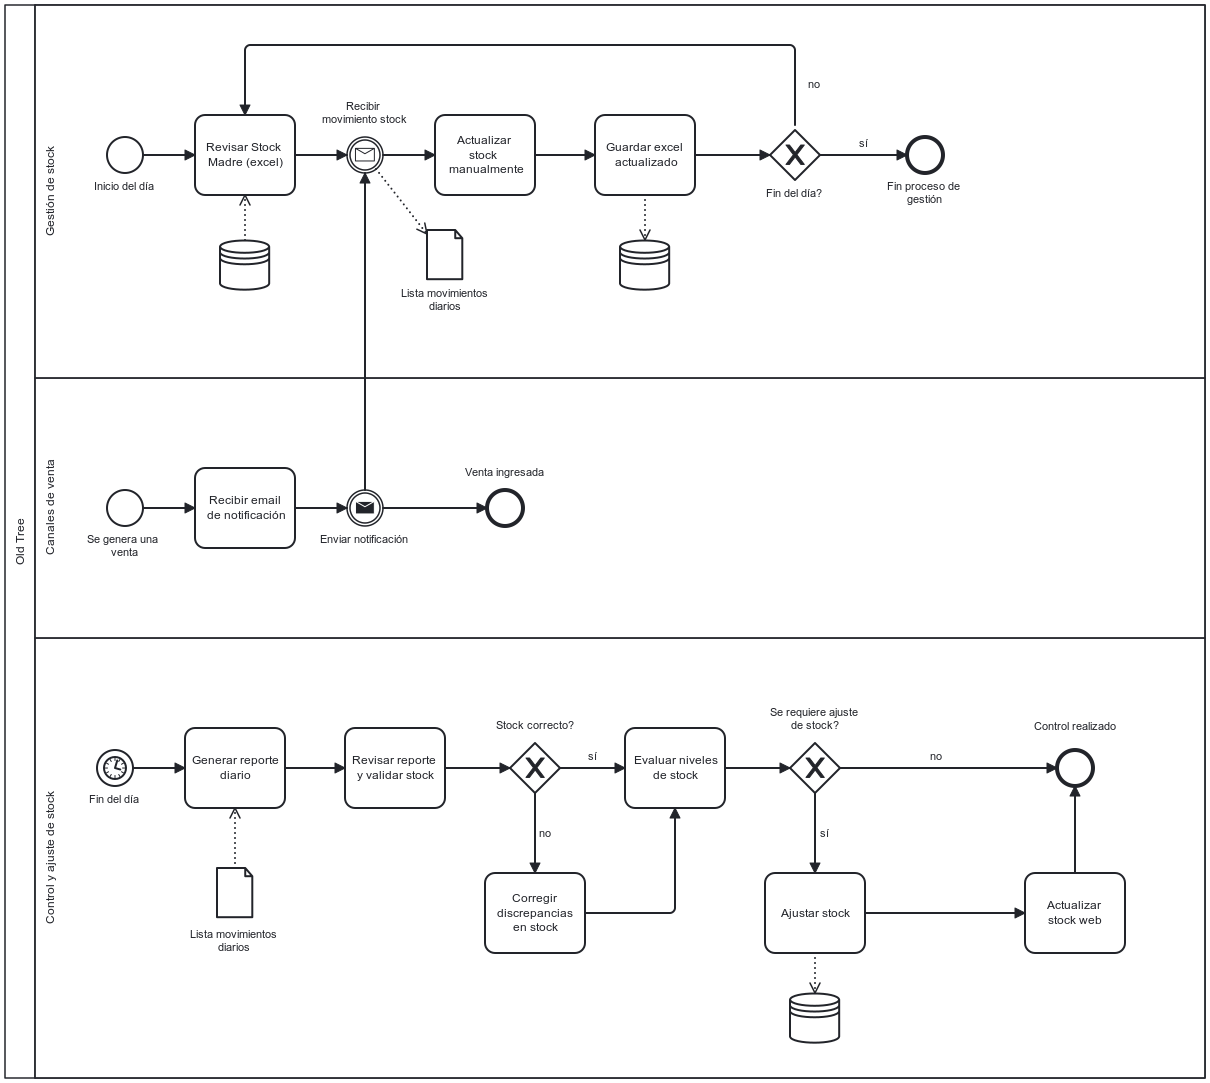 Old Tree
Gestión de stock
no
Recibir
movimiento stock
Revisar Stock
Madre (excel)
Actualizar
stock
manualmente
Guardar excel
actualizado
sí
Inicio del día
Fin del día?
Fin proceso de
gestión
Lista movimientos
diarios
Canales de venta
Venta ingresada
Recibir email
de notificación
Se genera una
venta
Enviar notificación
Control y ajuste de stock
Se requiere ajuste
de stock?
Stock correcto?
Control realizado
Generar reporte
diario
Revisar reporte
y validar stock
sí
Evaluar niveles
de stock
no
Fin del día
no
sí
Corregir
discrepancias
en stock
Ajustar stock
Actualizar
stock web
Lista movimientos
diarios